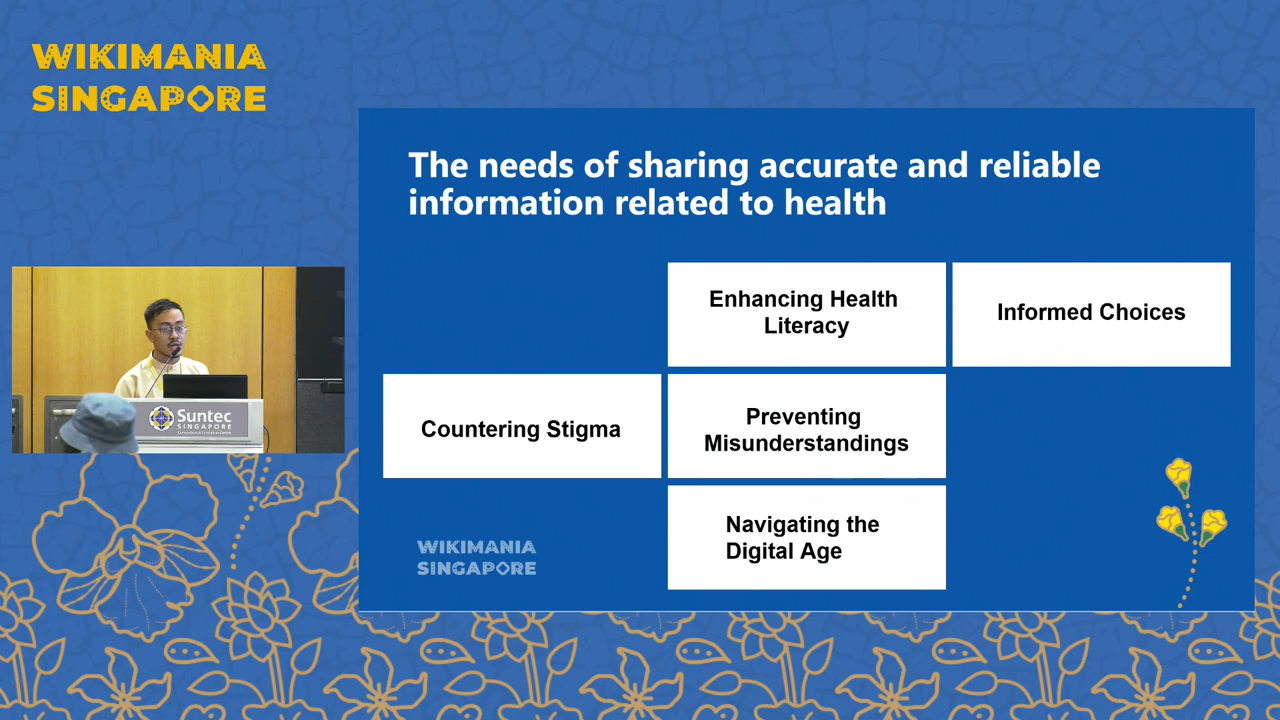 WIKIMANIA
SINGAPORE
The needs of sharing accurate and reliable
information related to health
Enhancing Health
Literacy
Informed Choices
Countering Stigma
Preventing
Misunderstandings
Navigating the
Digital Age
WIKIMANIA
SINGAPORE
Suntec
SINGAPORE